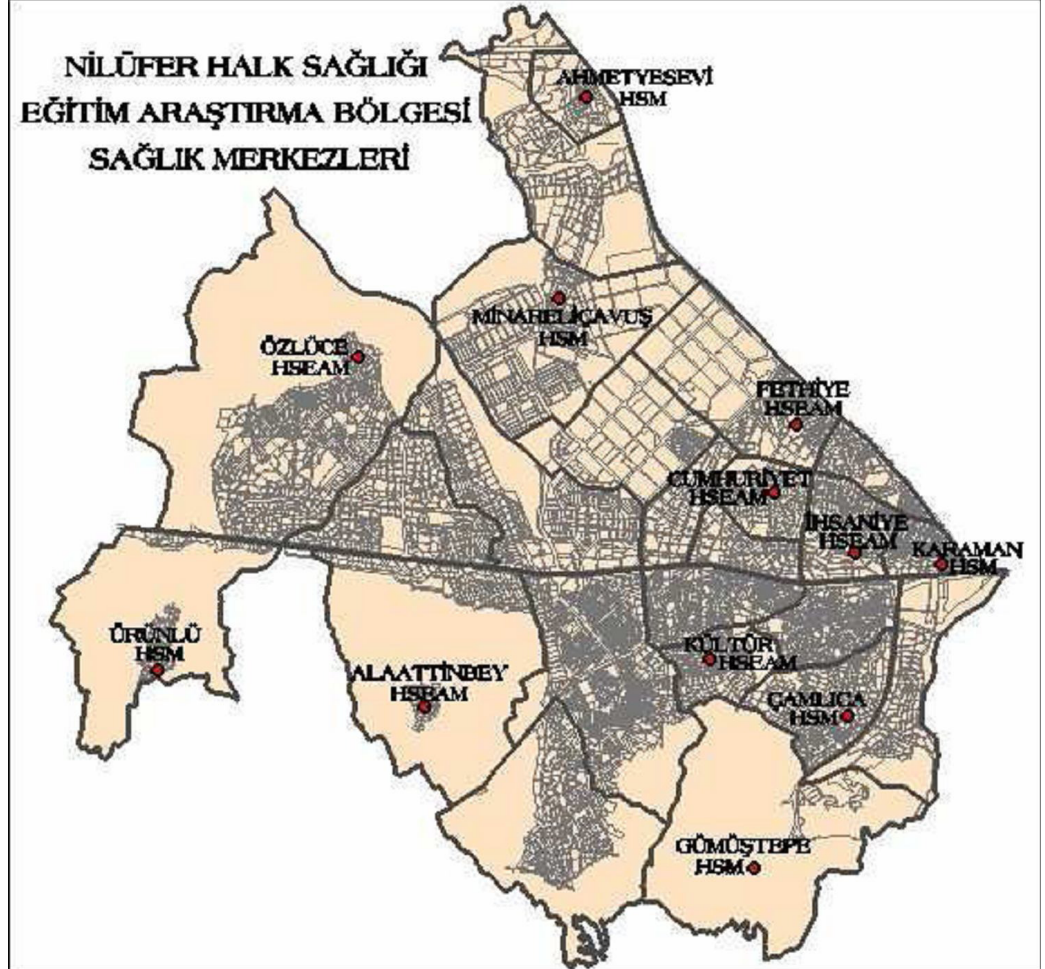 NİLÜFER HALK SAĞLIĞI
EĞİTİM ARAŞTIRMA BÖLGESİ
SAĞLIK MERKEZLERİ
AHMETYESEVİ
HSM
MİNARELİÇAVUŞ
HSM
ÖZLÜCE
HSEAM
FETHİYE
HSEAM
CUMHURİYET
HSEAM
İHSANİYE
HSEAM
KARAMAN
HSM
ÜRÜNLÜ
HSM
ALAATTİNBEY
HSEAM
KÜLTÜR
HSEAM
ÇAMLICA
HSM
GÜMÜŞTEPE
HSM